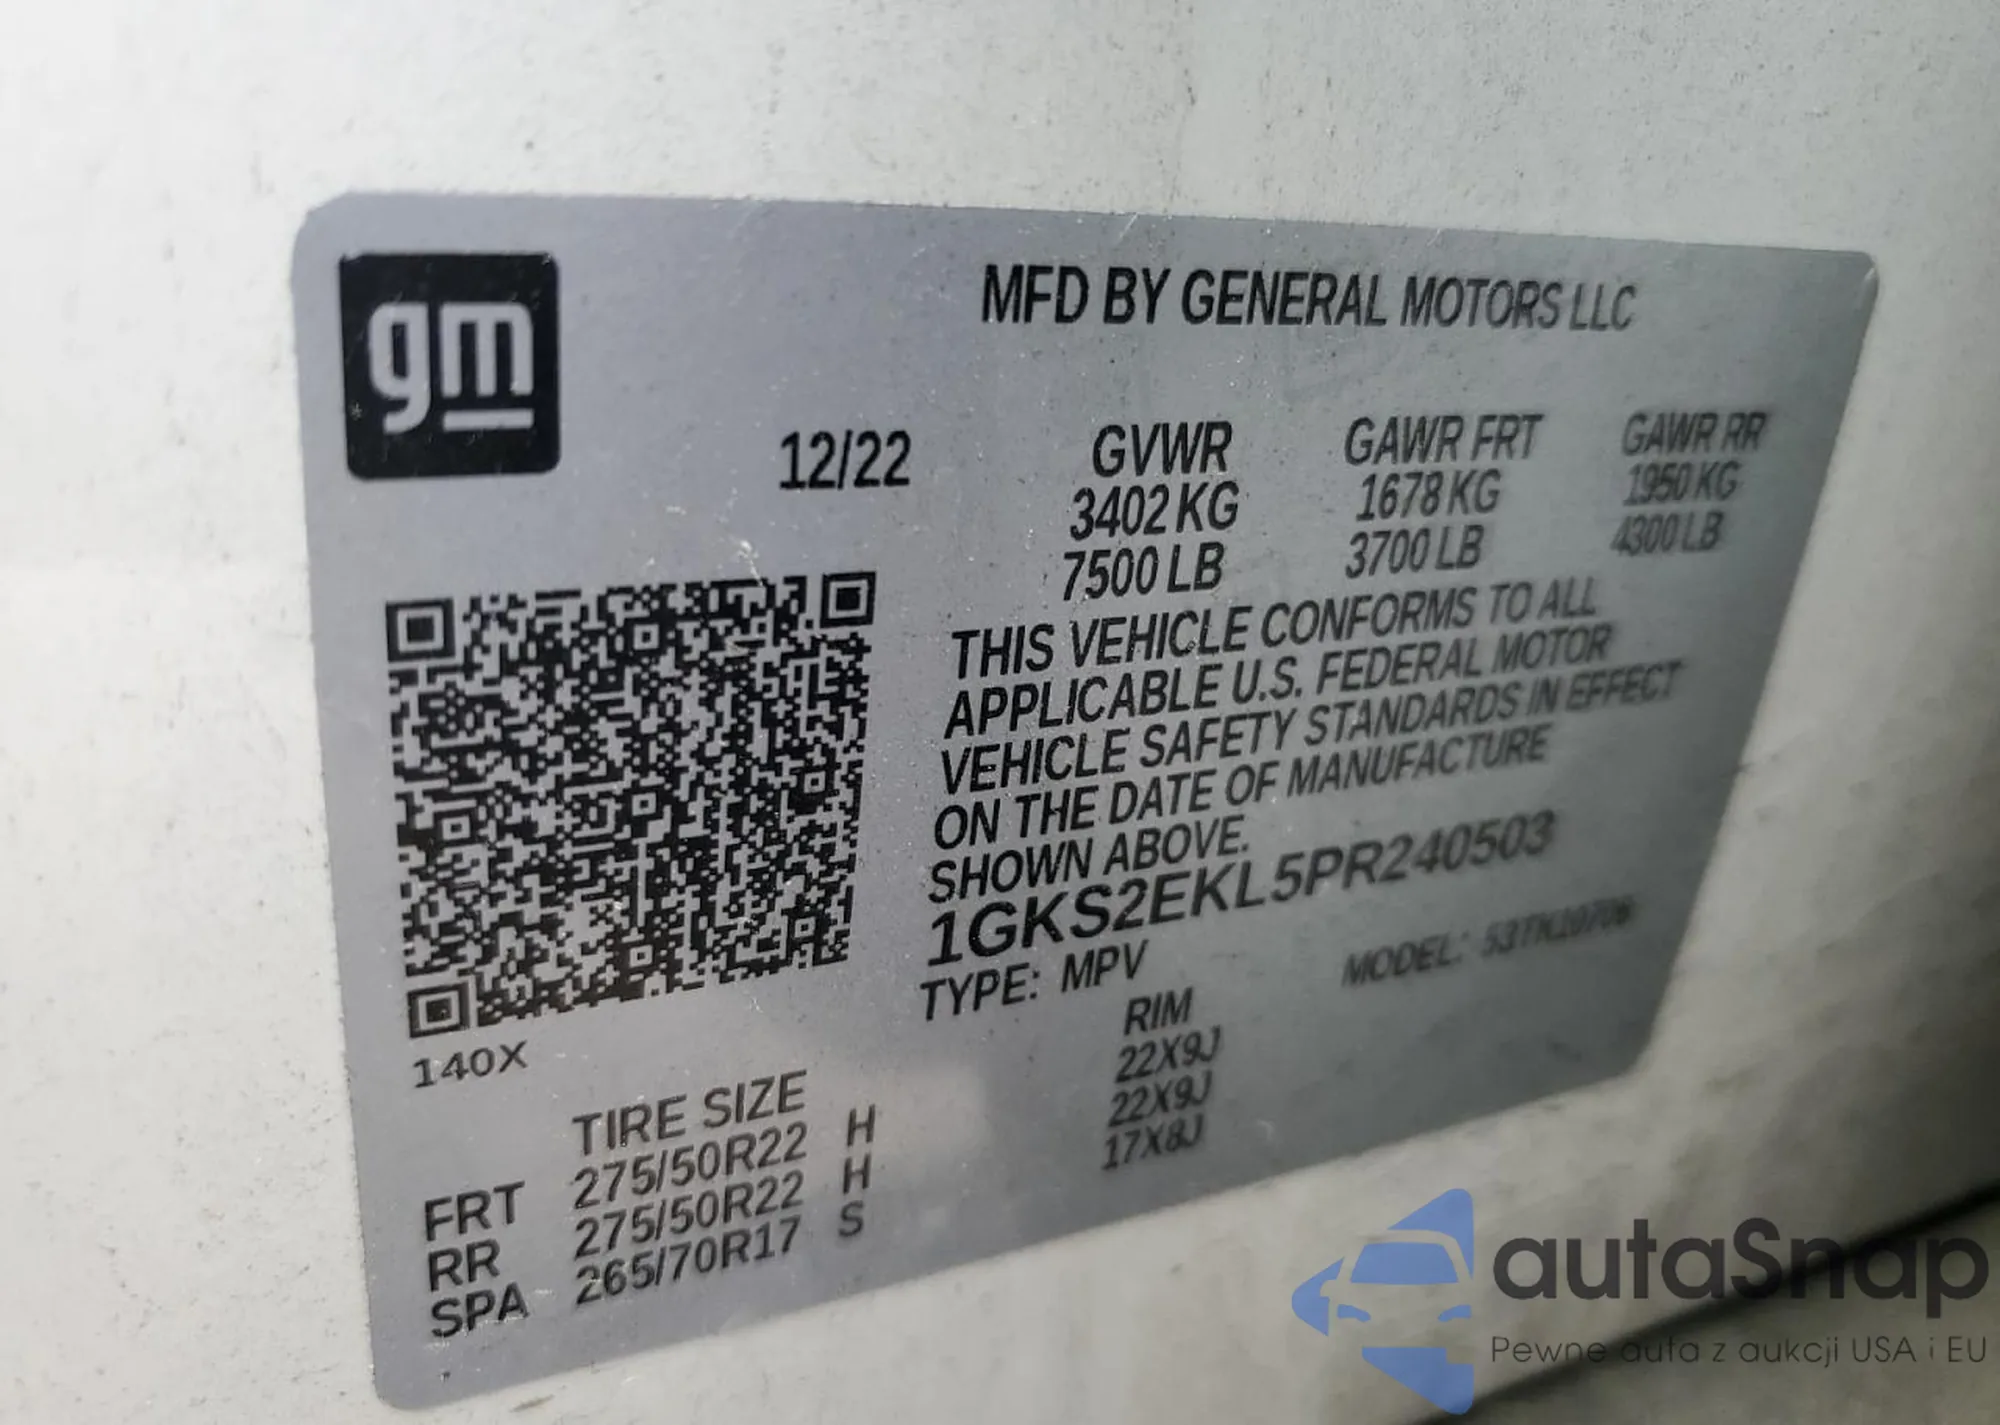 gm
MFD BY GENERAL MOTORS LLC
12/22
GVWR GAWR FRT GAWR RR
3402 KG 1678 KG 1950 KG
7500 LB 3700 LB 4300 LB
THIS VEHICLE CONFORMS TO ALL
APPLICABLE U.S. FEDERAL MOTOR
VEHICLE SAFETY STANDARDS IN EFFECT
ON THE DATE OF MANUFACTURE
SHOWN ABOVE.
1GKS2EKL5PR240503
TYPE: MPV MODEL:
140X
TIRE SIZE RIM
FRT 275/50R22 H 22X9J
RR 275/50R22 H 22X9J
SPA 265/70R17 S 17X8J
autaSnap
Pewne auta z aukcji USA i EU